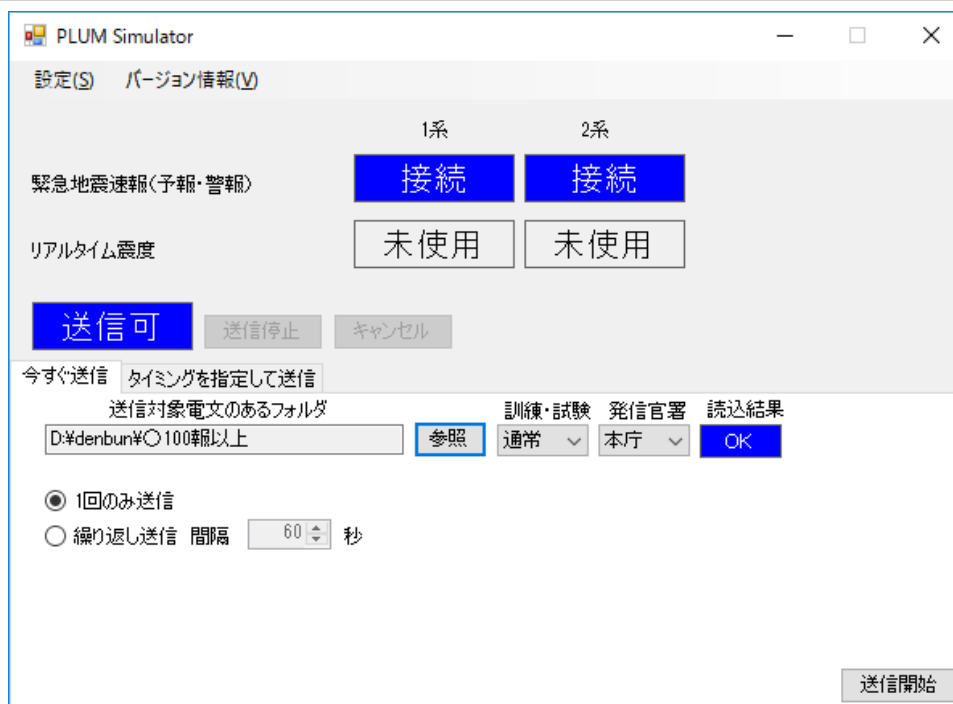 PLUM Simulator
設定(S) バージョン情報(V)
1系 2系
緊急地震速報(予報・警報) 接続 接続
リアルタイム震度 未使用 未使用
送信可 送信停止 キャンセル
今すぐ送信 タイミングを指定して送信
送信対象電文のあるフォルダ 訓練・試験 発信官署 読込結果
D:¥denbun¥〇100報以上 参照 通常 本庁 OK
1回のみ送信
繰り返し送信 間隔 60 秒
送信開始